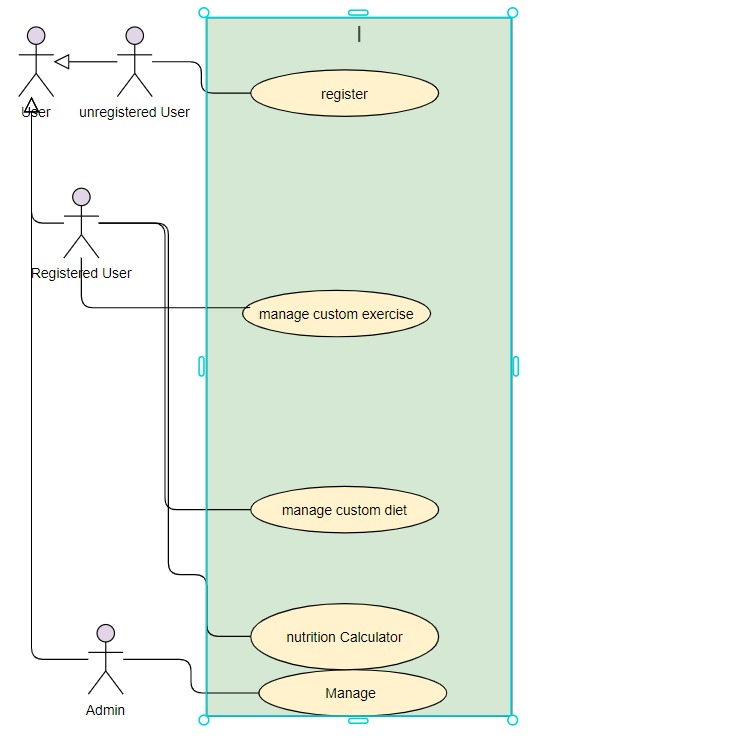 User
unregistered User
register
Registered User
manage custom exercise
manage custom diet
nutrition Calculator
Manage
Admin